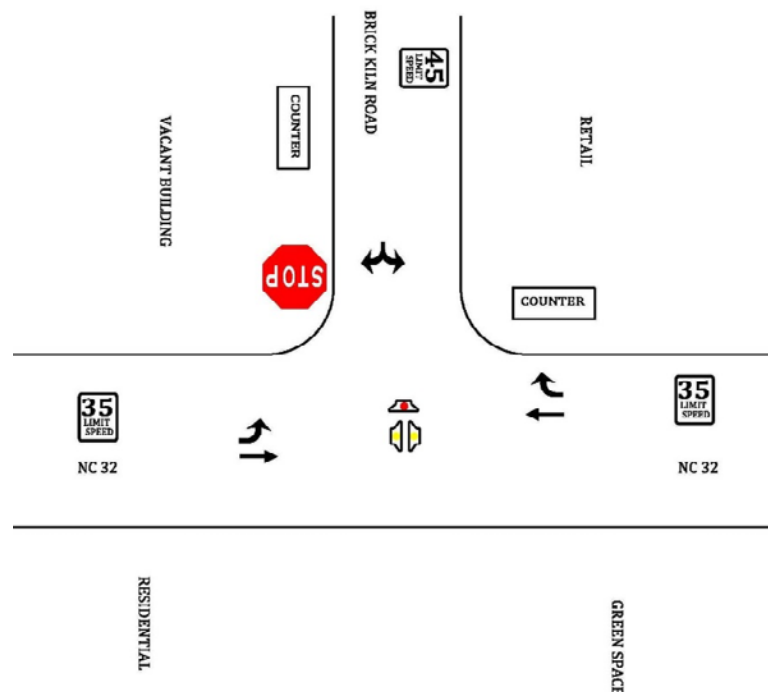 BRICK KILN ROAD
45
LIMIT
SPEED
COUNTER
VACANT BUILDING
RETAIL
STOP
COUNTER
35
LIMIT
SPEED
35
LIMIT
SPEED
NC 32
NC 32
RESIDENTIAL
GREEN SPACE